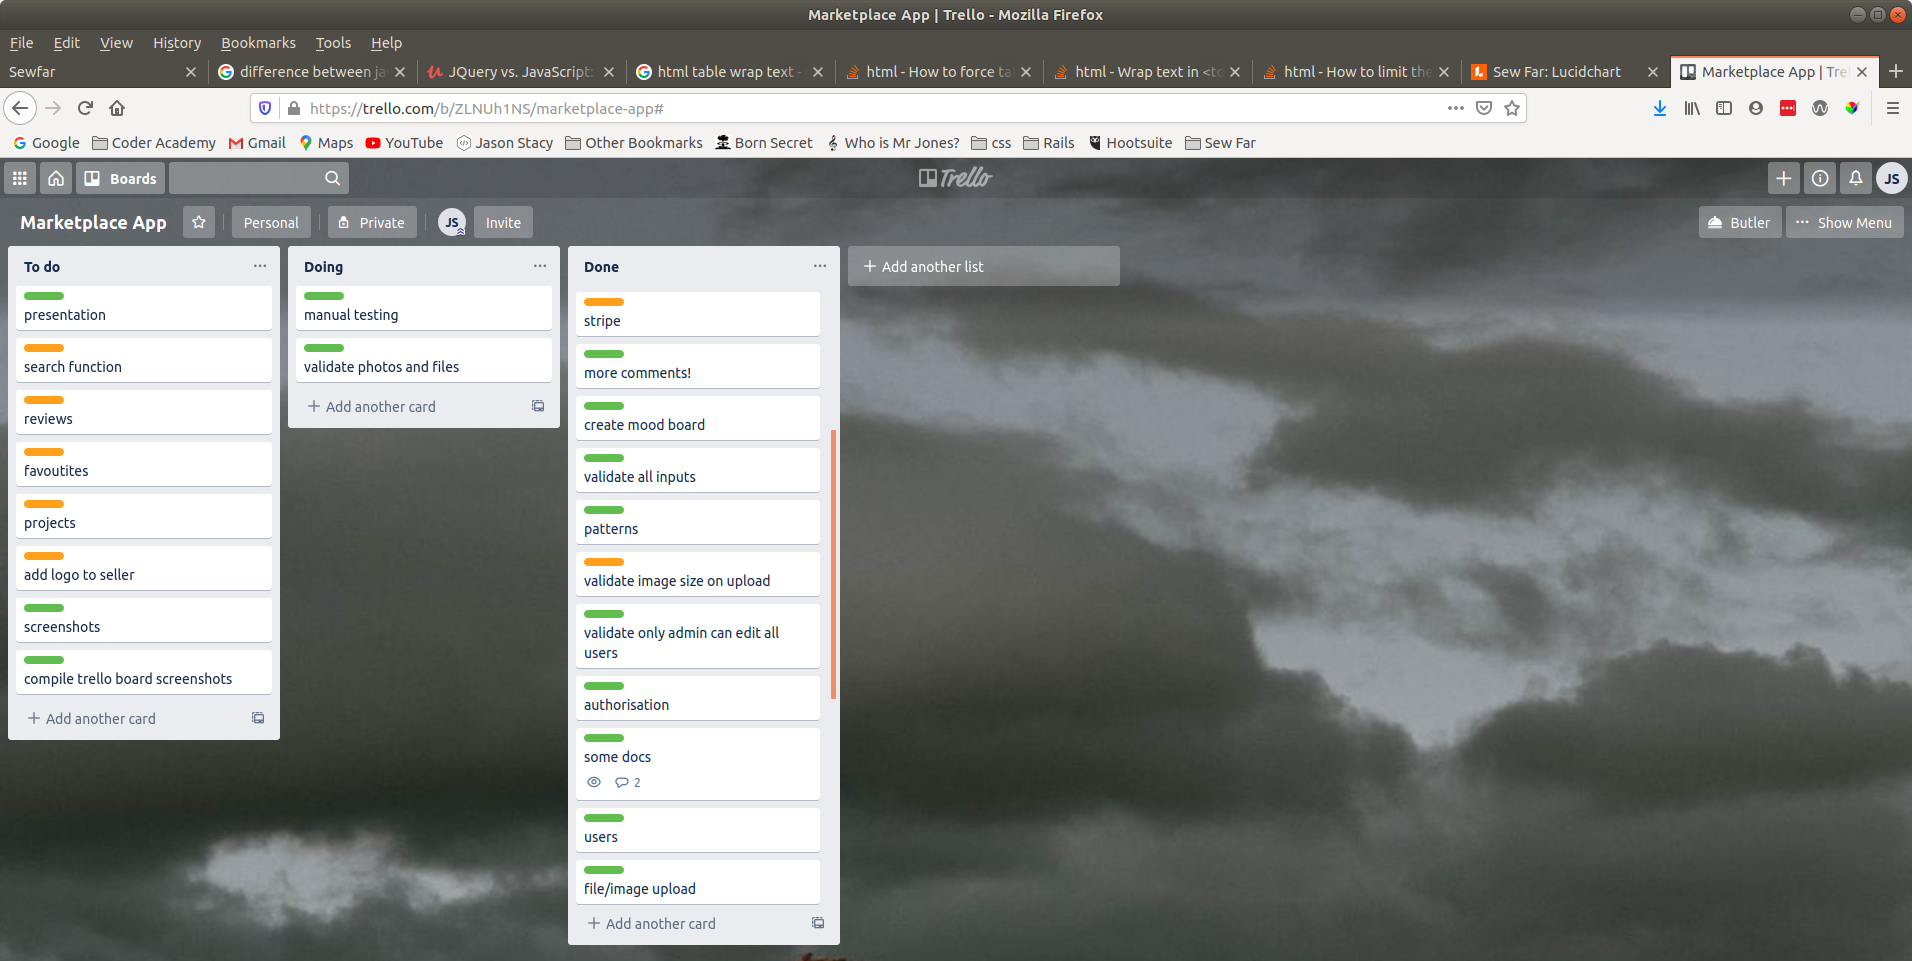 Marketplace App | Trello - Mozilla Firefox
File Edit View History Bookmarks Tools Help
Sewfar
difference between ja
JQuery vs. JavaScript:
html table wrap text -
html - How to force ta
html - Wrap text in <td
html - How to limit the
Sew Far: Lucidchart
Marketplace App | Trel
https://trello.com/b/ZLNUh1NS/marketplace-app#
Google Coder Academy Gmail Maps YouTube Jason Stacy Other Bookmarks Born Secret Who is Mr Jones? css Rails Hootsuite Sew Far
Boards
Trello
JS
Marketplace App
Personal
Private
JS
Invite
Butler
Show Menu
To do
presentation
search function
reviews
favoutites
projects
add logo to seller
screenshots
compile trello board screenshots
Add another card
Doing
manual testing
validate photos and files
Add another card
Done
stripe
more comments!
create mood board
validate all inputs
patterns
validate image size on upload
validate only admin can edit all
users
authorisation
some docs
2
users
file/image upload
Add another card
Add another list